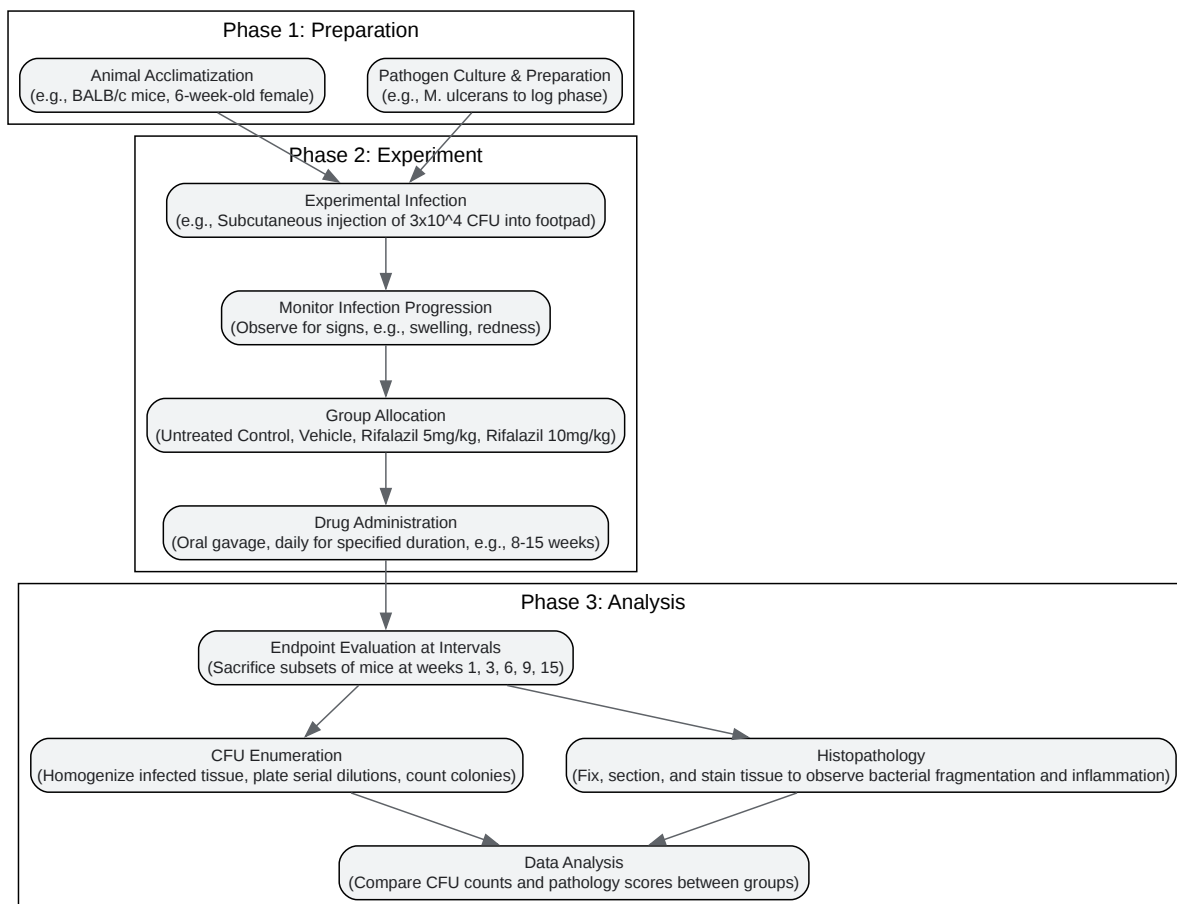 Phase 1: Preparation
Animal Acclimatization
(e.g., BALB/c mice, 6-week-old female)
Pathogen Culture & Preparation
(e.g., M. ulcerans to log phase)
Phase 2: Experiment
Experimental Infection
(e.g., Subcutaneous injection of 3x10^4 CFU into footpad)
Monitor Infection Progression
(Observe for signs, e.g., swelling, redness)
Group Allocation
(Untreated Control, Vehicle, Rifalazil 5mg/kg, Rifalazil 10mg/kg)
Drug Administration
(Oral gavage, daily for specified duration, e.g., 8-15 weeks)
Phase 3: Analysis
Endpoint Evaluation at Intervals
(Sacrifice subsets of mice at weeks 1, 3, 6, 9, 15)
CFU Enumeration
(Homogenize infected tissue, plate serial dilutions, count colonies)
Histopathology
(Fix, section, and stain tissue to observe bacterial fragmentation and inflammation)
Data Analysis
(Compare CFU counts and pathology scores between groups)